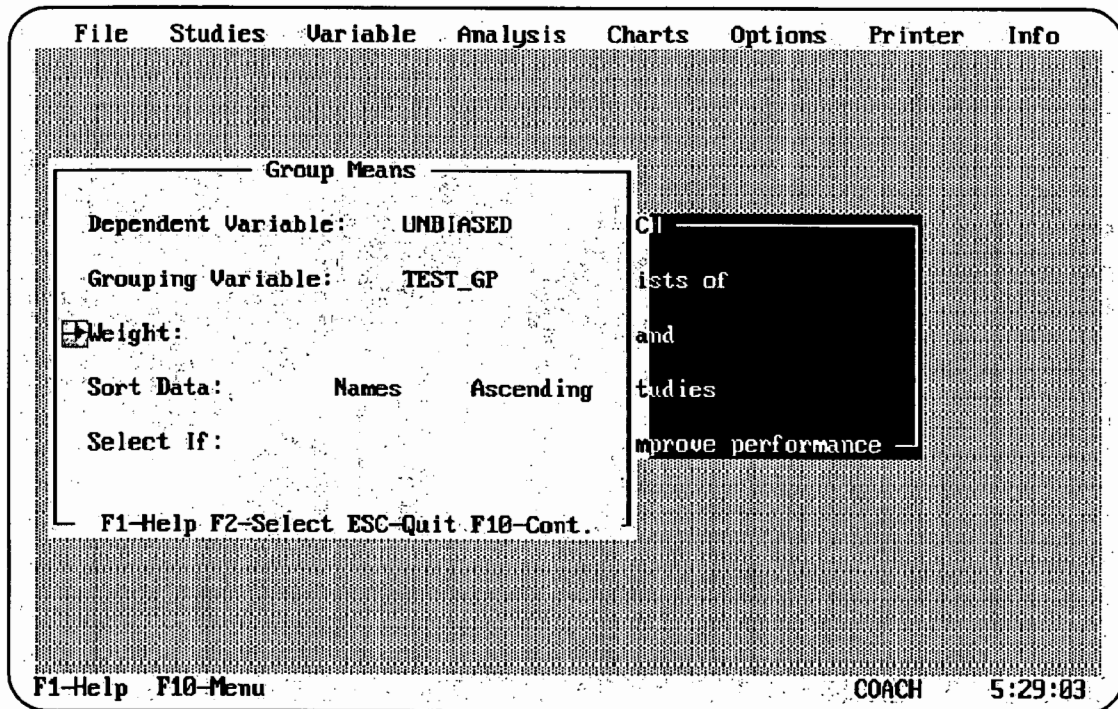 File Studies Variable Analysis Charts Options Printer Info
Group Means
Dependent Variable: UNBIASED
Grouping Variable: TEST_GP
Weight:
Sort Data: Names Ascending
Select If:
F1-Help F2-Select ESC-Quit F10-Cont.
CH
ists of
and
tudies
mprove performance
F1-Help F10-Menu COACH 5:29:03